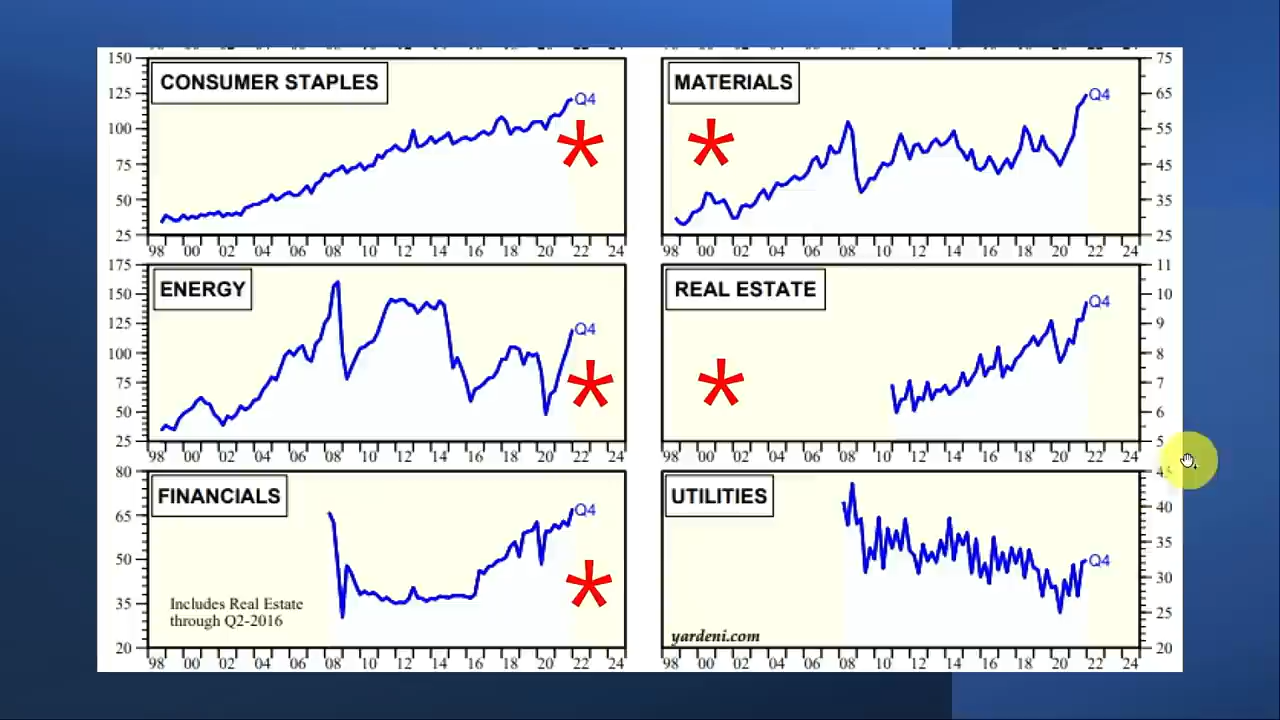 150
125
100
75
50
25
CONSUMER STAPLES
Q4
98 00 02 04 06 08 10 12 14 16 18 20 22 24
MATERIALS
Q4
75
65
55
45
35
25
98 00 02 04 06 08 10 12 14 16 18 20 22 24
175
150
125
100
75
50
25
ENERGY
Q4
98 00 02 04 06 08 10 12 14 16 18 20 22 24
REAL ESTATE
Q4
11
10
9
8
7
6
5
98 00 02 04 06 08 10 12 14 16 18 20 22 24
80
65
50
35
20
FINANCIALS
Q4
Includes Real Estate
through Q2-2016
98 00 02 04 06 08 10 12 14 16 18 20 22 24
UTILITIES
Q4
40
35
30
25
20
yardeni.com
98 00 02 04 06 08 10 12 14 16 18 20 22 24